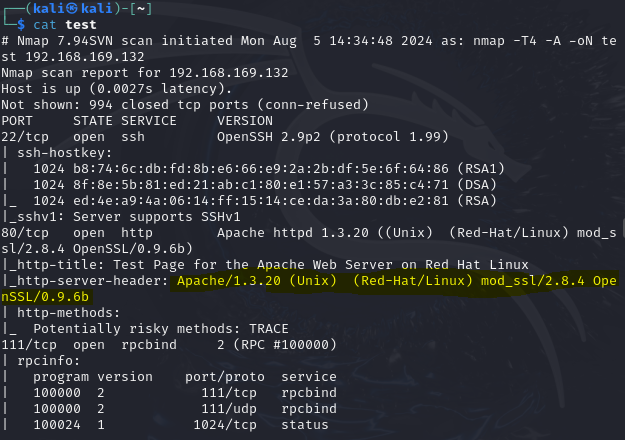 ┌──(kali㉿kali)-[~]
└─$ cat test
# Nmap 7.94SVN scan initiated Mon Aug  5 14:34:48 2024 as: nmap -T4 -A -oN te
st 192.168.169.132
Nmap scan report for 192.168.169.132
Host is up (0.0027s latency).
Not shown: 994 closed tcp ports (conn-refused)
PORT     STATE SERVICE     VERSION
22/tcp   open  ssh         OpenSSH 2.9p2 (protocol 1.99)
| ssh-hostkey:
|   1024 b8:74:6c:db:fd:8b:e6:66:e9:2a:2b:df:5e:6f:64:86 (RSA1)
|   1024 8f:8e:5b:81:ed:21:ab:c1:80:e1:57:a3:3c:85:c4:71 (DSA)
|_  1024 ed:4e:a9:4a:06:14:ff:15:14:ce:da:3a:80:db:e2:81 (RSA)
|_sshv1: Server supports SSHv1
80/tcp   open  http        Apache httpd 1.3.20 ((Unix)  (Red-Hat/Linux) mod_s
sl/2.8.4 OpenSSL/0.9.6b)
|_http-title: Test Page for the Apache Web Server on Red Hat Linux
|_http-server-header: Apache/1.3.20 (Unix)  (Red-Hat/Linux) mod_ssl/2.8.4 Ope
nSSL/0.9.6b
| http-methods:
|_  Potentially risky methods: TRACE
111/tcp  open  rpcbind     2 (RPC #100000)
| rpcinfo:
|   program version    port/proto  service
|   100000  2            111/tcp   rpcbind
|   100000  2            111/udp   rpcbind
|   100024  1           1024/tcp   status